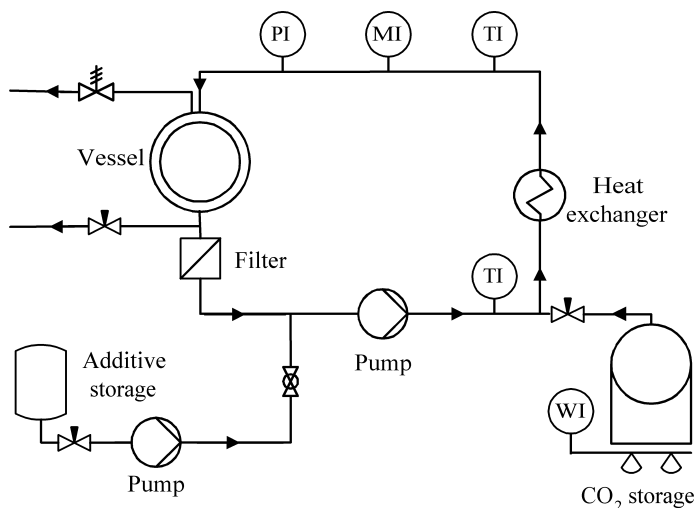 PI
MI
TI
Vessel
Heat
exchanger
Filter
TI
Pump
Additive
storage
WI
Pump
CO₂ storage